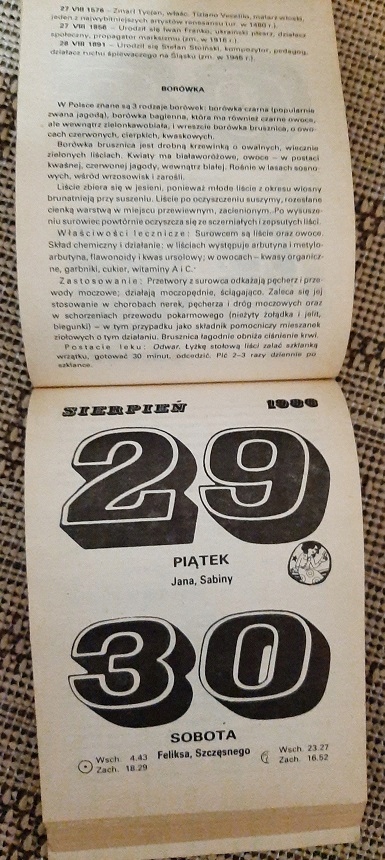 27 VIII 1576 – Zmarł Tycjan, właśc. Tiziano Vecellio, malarz włoski,
jeden z najwybitniejszych artystów renesansu (ur. w 1480 r.)
27 VIII 1856 – Urodził się Iwan Franko, ukraiński pisarz, działacz
społeczny, propagator marksizmu (zm. w 1916 r.)
28 VIII 1891 – Urodził się Stefan Stoiński, kompozytor, pedagog,
działacz ruchu śpiewaczego na Śląsku (zm. w 1946 r.).
BORÓWKA
W Polsce znane są 3 rodzaje borówek: borówka czarna (popularnie
zwana jagodą), borówka bagienna, która ma również czarne owoce,
ale wewnątrz zielonkawobiała, i wreszcie borówka brusznica, o owo-
cach czerwonych, cierpkich, kwaskowych.
Borówka brusznica jest drobną krzewinką o owalnych, wiecznie
zielonych liściach. Kwiaty ma białaworóżowe, owoce – w postaci
kwaśnej, czerwonej jagody, wewnątrz białej. Rośnie w lasach sosno-
wych, wśród wrzosowisk i zarośli.
Liście zbiera się w jesieni, ponieważ młode liście z okresu wiosny
brunatnieją przy suszeniu. Liście po oczyszczeniu suszymy, rozesłane
cienką warstwą w miejscu przewiewnym, zacienionym. Po wysusze-
niu surowiec powtórnie oczyszcza się ze sczerniałych i zepsutych liści.
Właściwości lecznicze: Surowcem są liście oraz owoce.
Skład chemiczny i działanie: w liściach występuje arbutyna i metylo-
arbutyna, flawonoidy i kwas ursolowy; w owocach – kwasy organicz-
ne, garbniki, cukier, witaminy A i C.
Zastosowanie: Przetwory z surowca odkażają pęcherz i prze-
wody moczowe; działają moczopędnie, ściągająco. Zaleca się jej
stosowanie w chorobach nerek, pęcherza i dróg moczowych oraz
w schorzeniach przewodu pokarmowego (nieżyty żołądka i jelit,
biegunki) – w tym przypadku jako składnik pomocniczy mieszanek
ziołowych o tym działaniu. Brusznica łagodnie obniża ciśnienie krwi.
Postacie leku: Odwar. Łyżkę stołową liści zalać szklanką
wrzątku, gotować 30 minut, odcedzić. Pić 2–3 razy dziennie po
szklance.
SIERPIEŃ 1986
29
PIĄTEK
Jana, Sabiny
30
SOBOTA
Feliksa, Szczęsnego
Wsch. 4.43
Zach. 18.29
Wsch. 23.27
Zach. 16.52